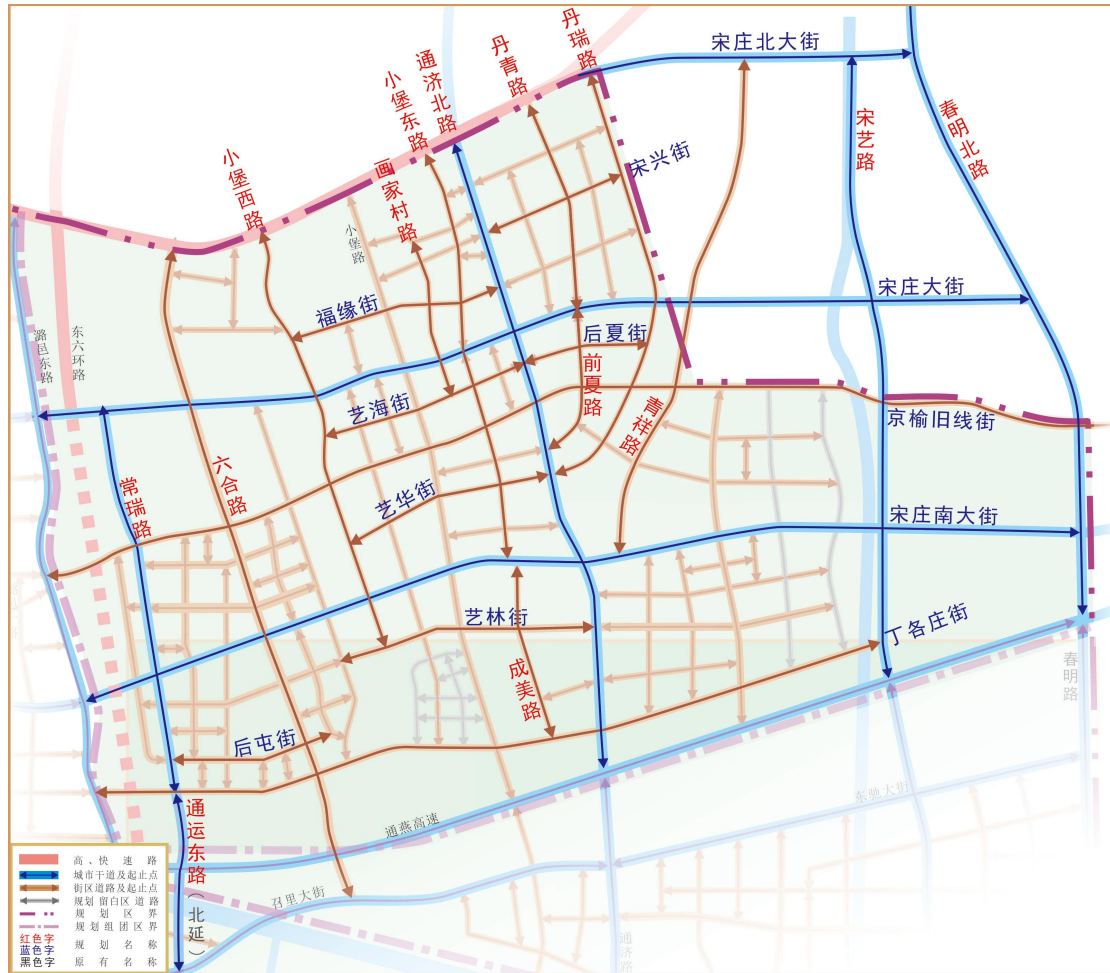 宋庄北大街
丹瑞路
丹青路
通济北路
小堡东路
画家村路
小堡西路
小堡路
宋兴街
宋艺路
春明北路
福缘街
宋庄大街
后夏街
前夏路
艺海街
青祥路
京榆旧线街
潞邑东路
东六环路
常瑞路
六合路
艺华街
宋庄南大街
艺林街
成美路
丁各庄街
春明路
后屯街
通运东路(北延)
通燕高速
东驰大街
召里大街
通济路
高、快速路
城市干道及起止点
街区道路及起止点
规划留白区道路
规划区界
规划组团区界
红色字
蓝色字 规划名称
黑色字 原有名称